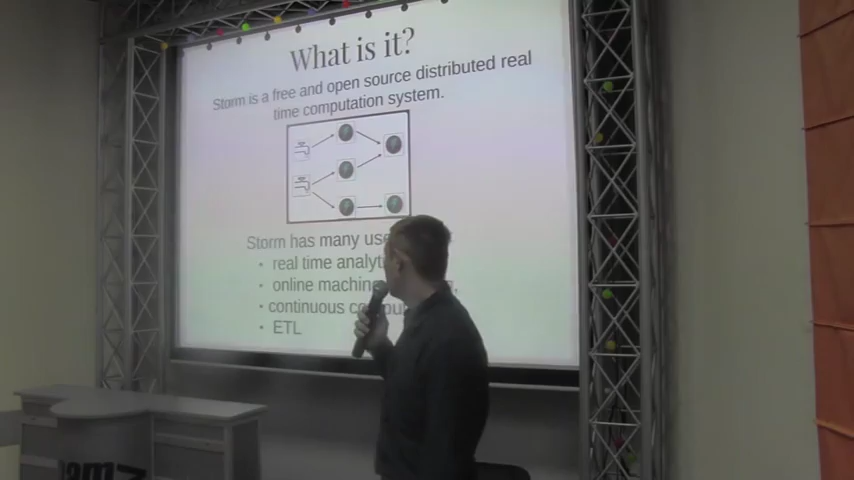 What is it?
Storm is a free and open source distributed real
time computation system.
Storm has many use
• real time analyt
• online machine
• continuous compu
• ETL